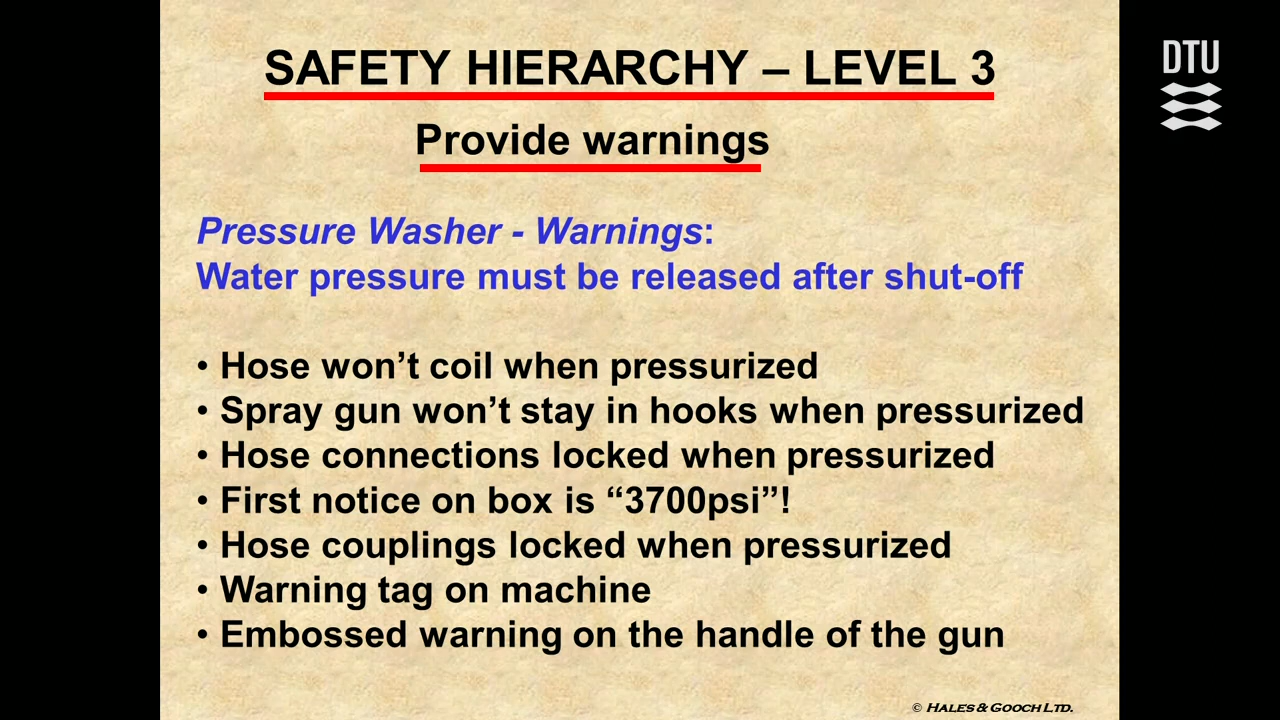 SAFETY HIERARCHY – LEVEL 3
DTU
Provide warnings
Pressure Washer - Warnings:
Water pressure must be released after shut-off
• Hose won’t coil when pressurized
• Spray gun won’t stay in hooks when pressurized
• Hose connections locked when pressurized
• First notice on box is “3700psi”!
• Hose couplings locked when pressurized
• Warning tag on machine
• Embossed warning on the handle of the gun
© HALES & GOOCH LTD.